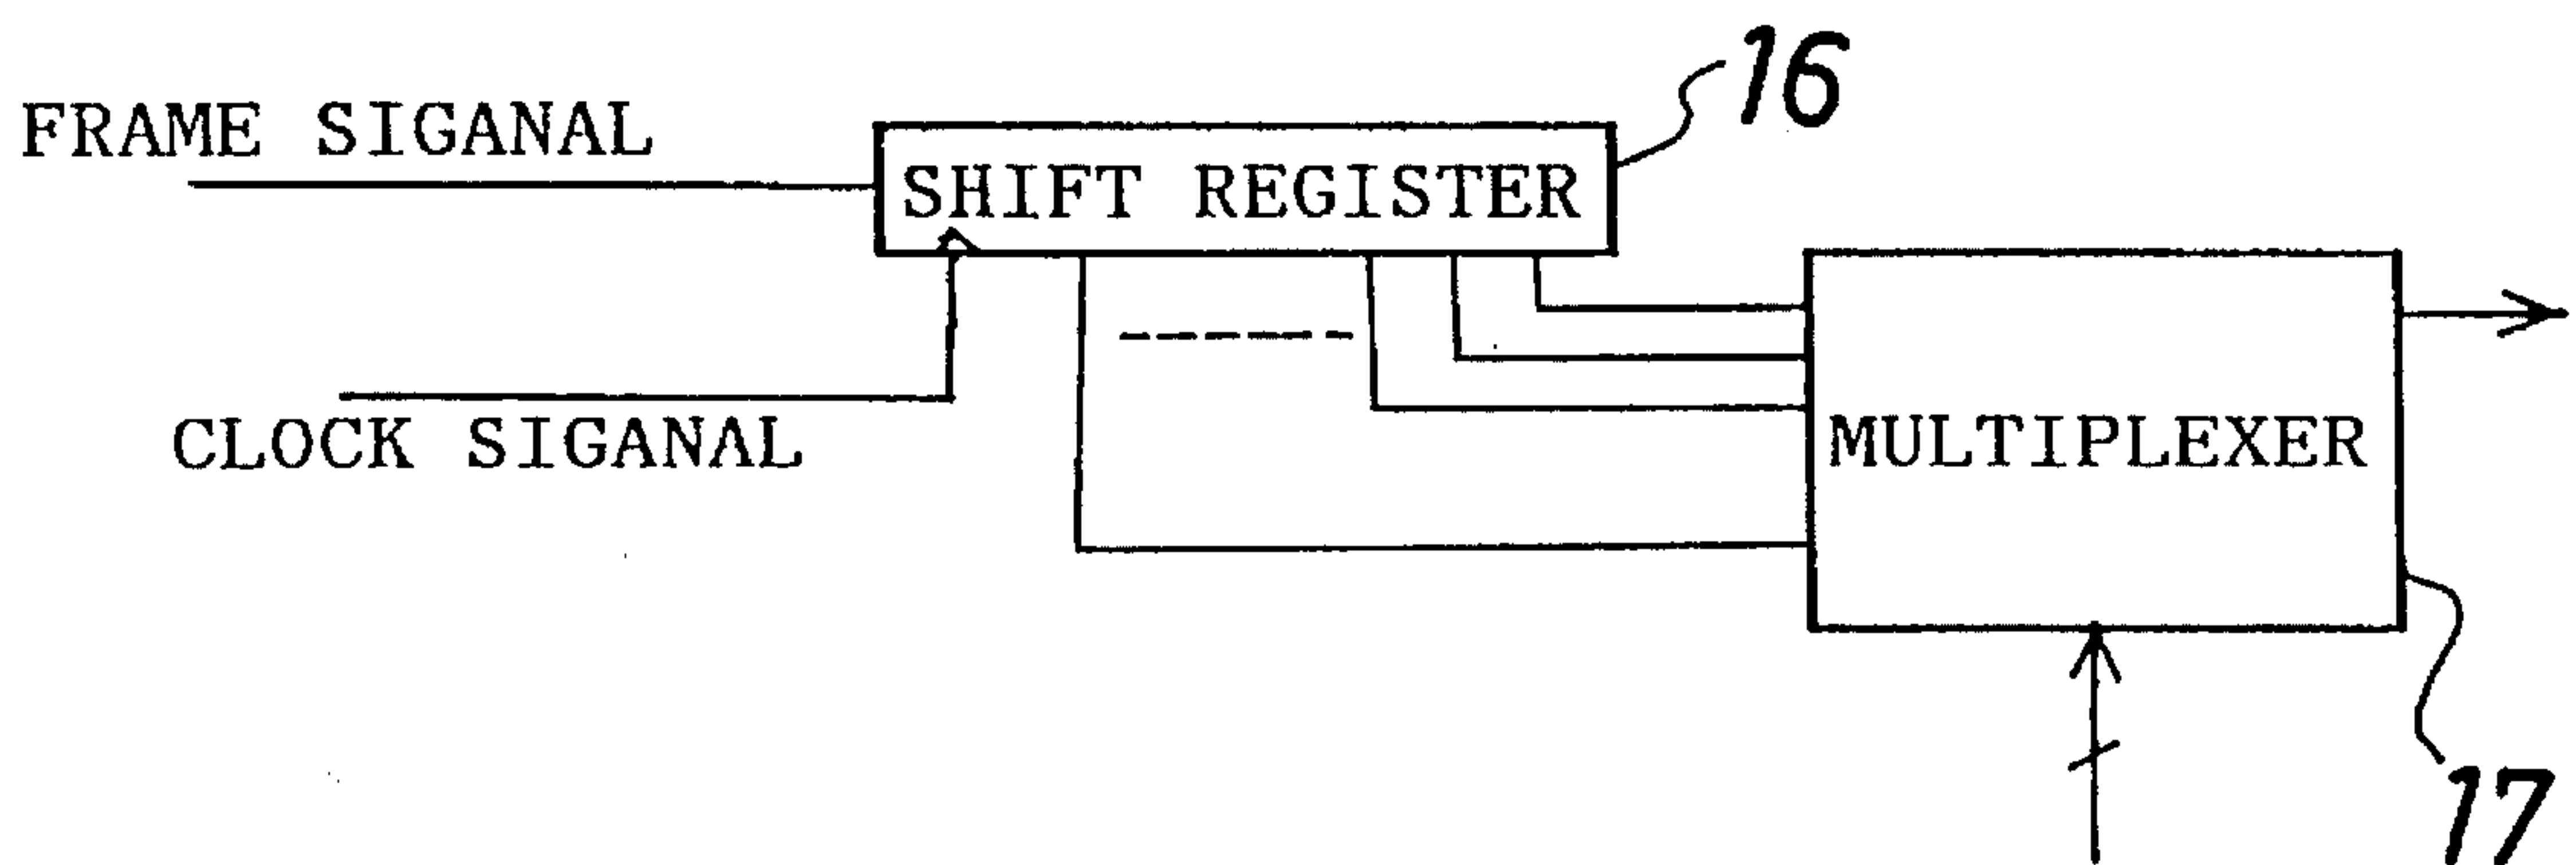 16
FRAME SIGANAL
SHIFT REGISTER
CLOCK SIGANAL
MULTIPLEXER
17